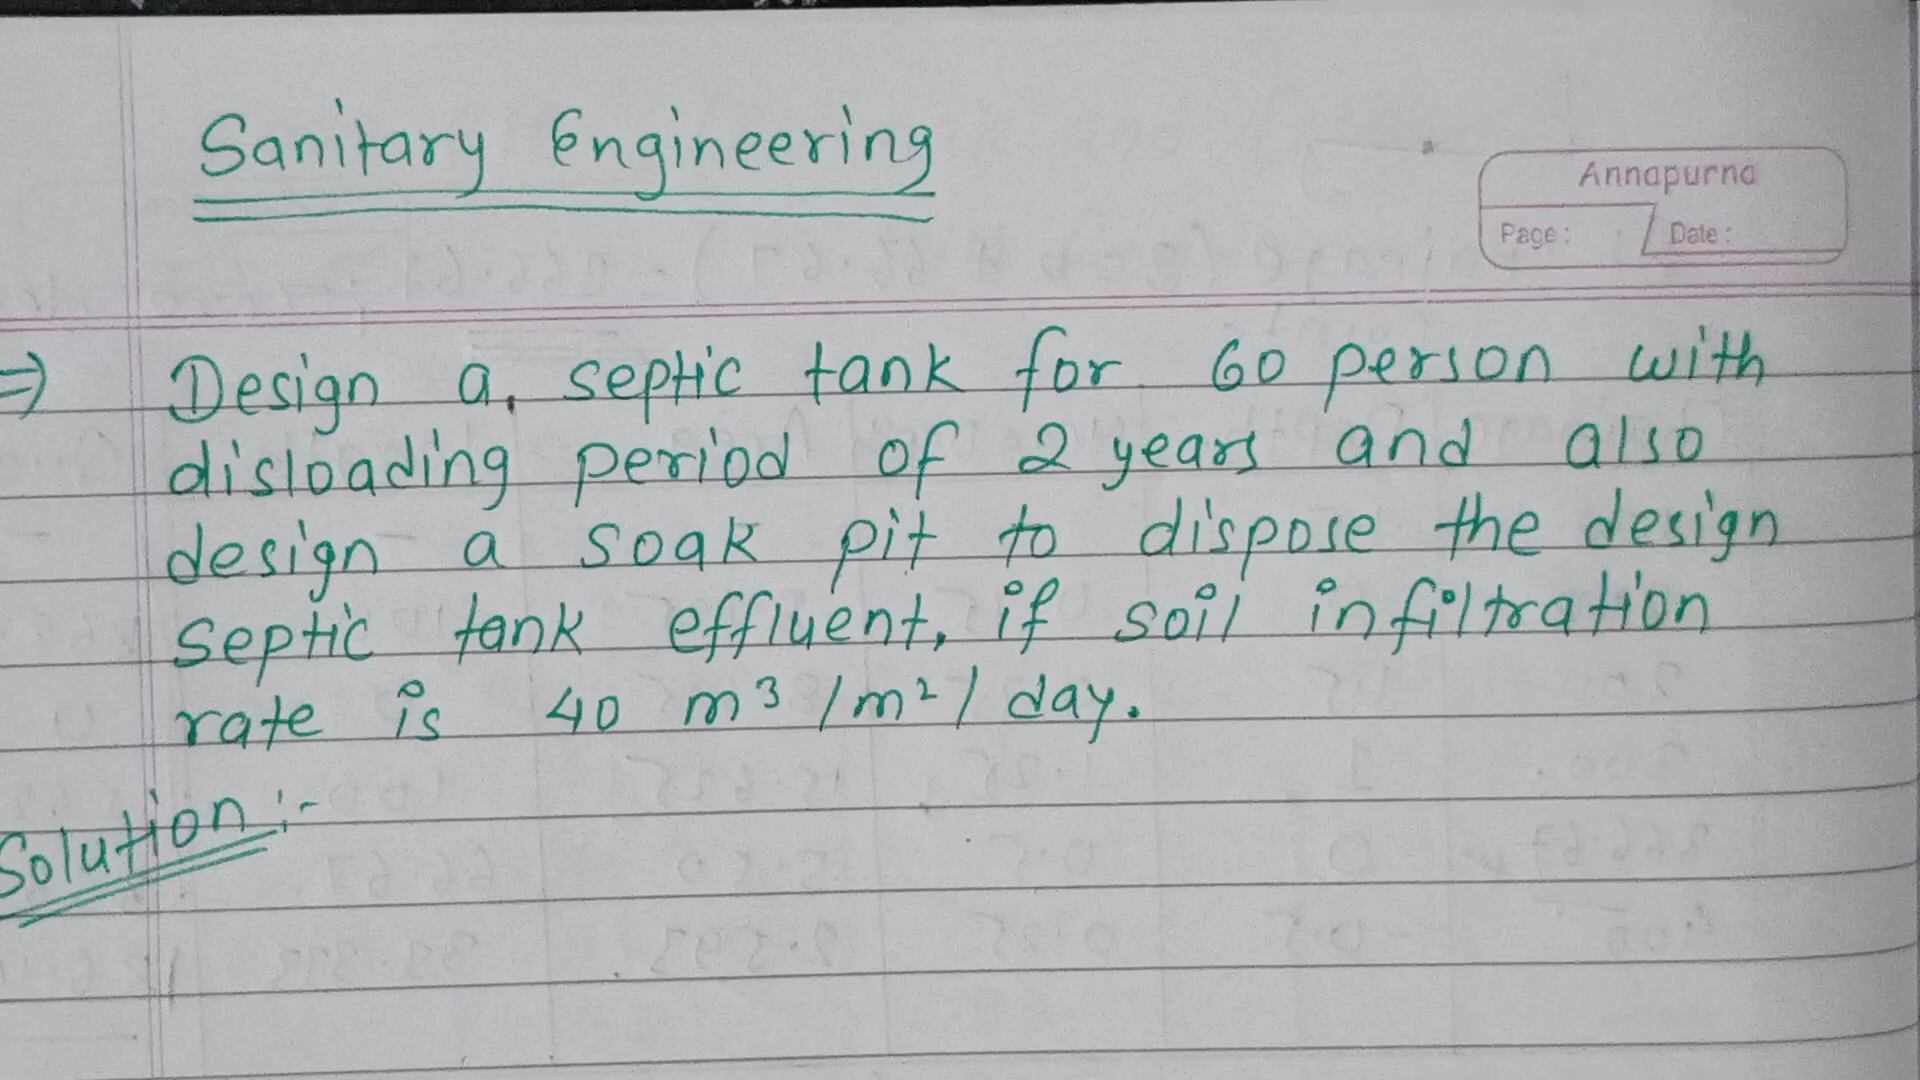 Sanitary Engineering
Annapurna
Page: Date:
⇒ Design a, septic tank for 60 person with
disloading period of 2 years and also
design a soak pit to dispose the design
septic tank effluent, if soil infiltration
rate is 40 m³/m²/day.
Solution:-